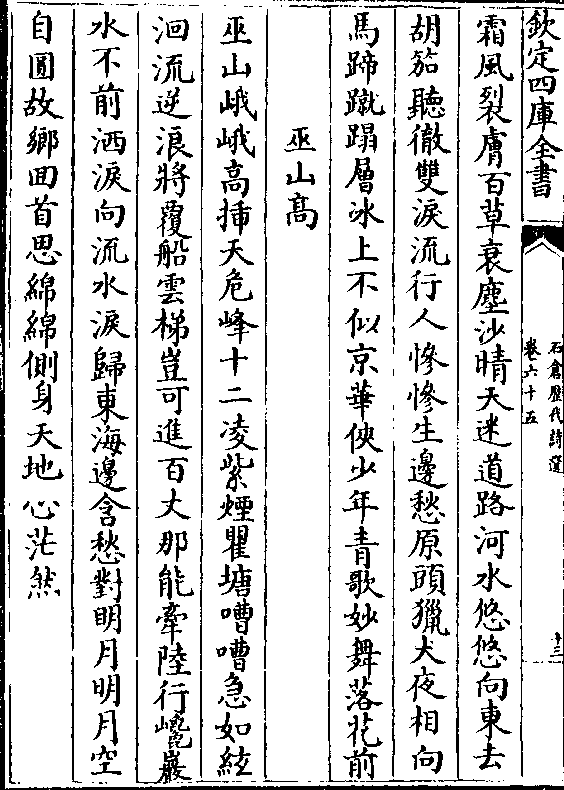 欽定四庫全書
石倉歷代詩選
卷六十五
十三
霜風裂膚百草衰塵沙晴天迷道路河水悠悠向東去
胡笳聽徹雙淚流行人慘慘生邊愁原頭獵犬夜相向
馬蹄蹴蹋層冰上不似京華俠少年青歌妙舞落花前
巫山高
巫山峨峨高揷天危峰十二凌紫煙瞿塘嘈嘈急如絃
洄流逆浪將覆船雲梯豈可進百丈那能牽陸行巉巖
水不前洒淚向流水淚歸東海邊含愁對明月明月空
自圓故鄉囘首思綿綿側身天地心茫然